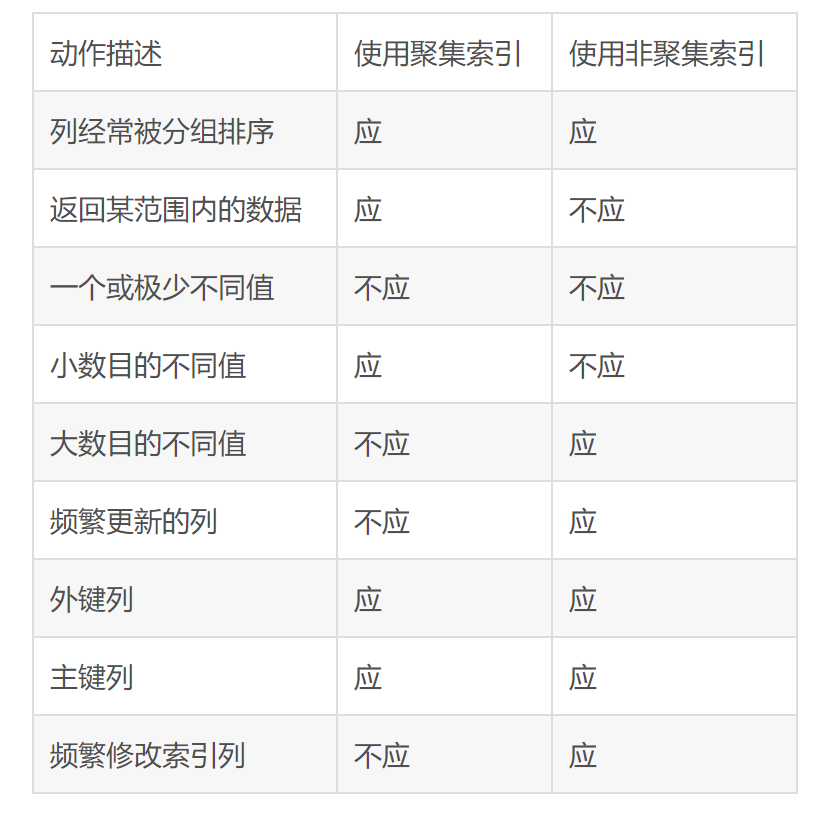 动作描述 使用聚集索引 使用非聚集索引
列经常被分组排序 应 应
返回某范围内的数据 应 不应
一个或极少不同值 不应 不应
小数目的不同值 应 不应
大数目的不同值 不应 应
频繁更新的列 不应 应
外键列 应 应
主键列 应 应
频繁修改索引列 不应 应